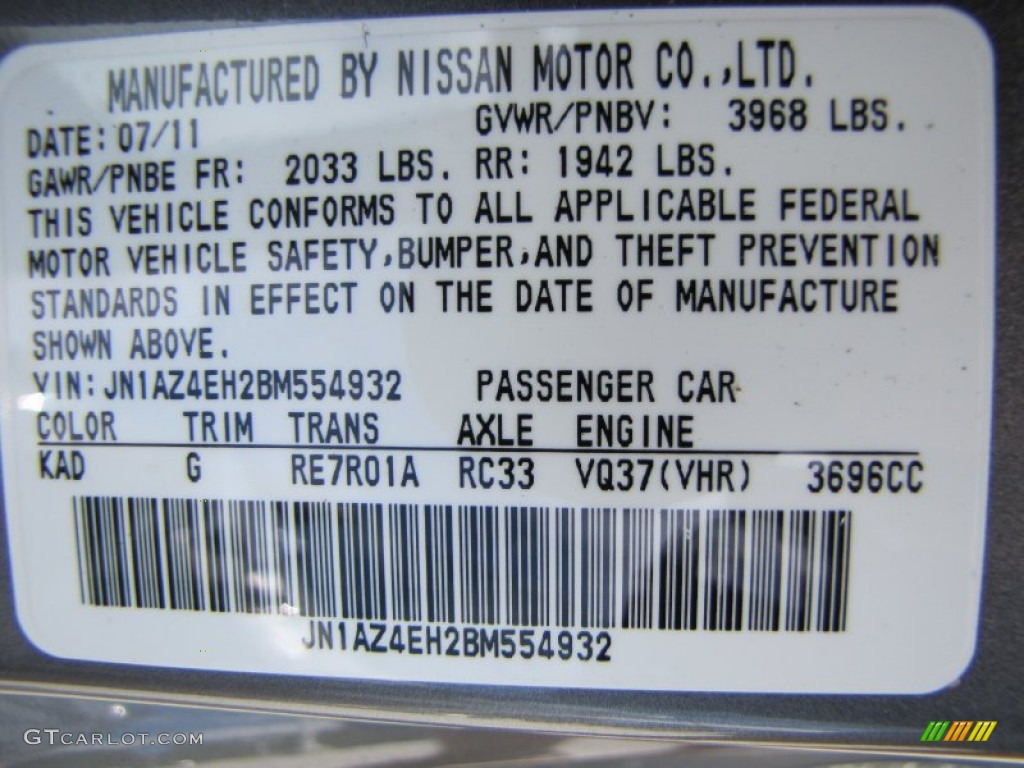 MANUFACTURED BY NISSAN MOTOR CO.,LTD.
DATE: 07/11 GVWR/PNBV: 3968 LBS.
GAWR/PNBE FR: 2033 LBS. RR: 1942 LBS.
THIS VEHICLE CONFORMS TO ALL APPLICABLE FEDERAL
MOTOR VEHICLE SAFETY,BUMPER,AND THEFT PREVENTION
STANDARDS IN EFFECT ON THE DATE OF MANUFACTURE
SHOWN ABOVE.
VIN: JN1AZ4EH2BM554932 PASSENGER CAR
COLOR TRIM TRANS AXLE ENGINE
KAD G RE7R01A RC33 VQ37(VHR) 3696CC
JN1AZ4EH2BM554932
GTCARLOT.COM